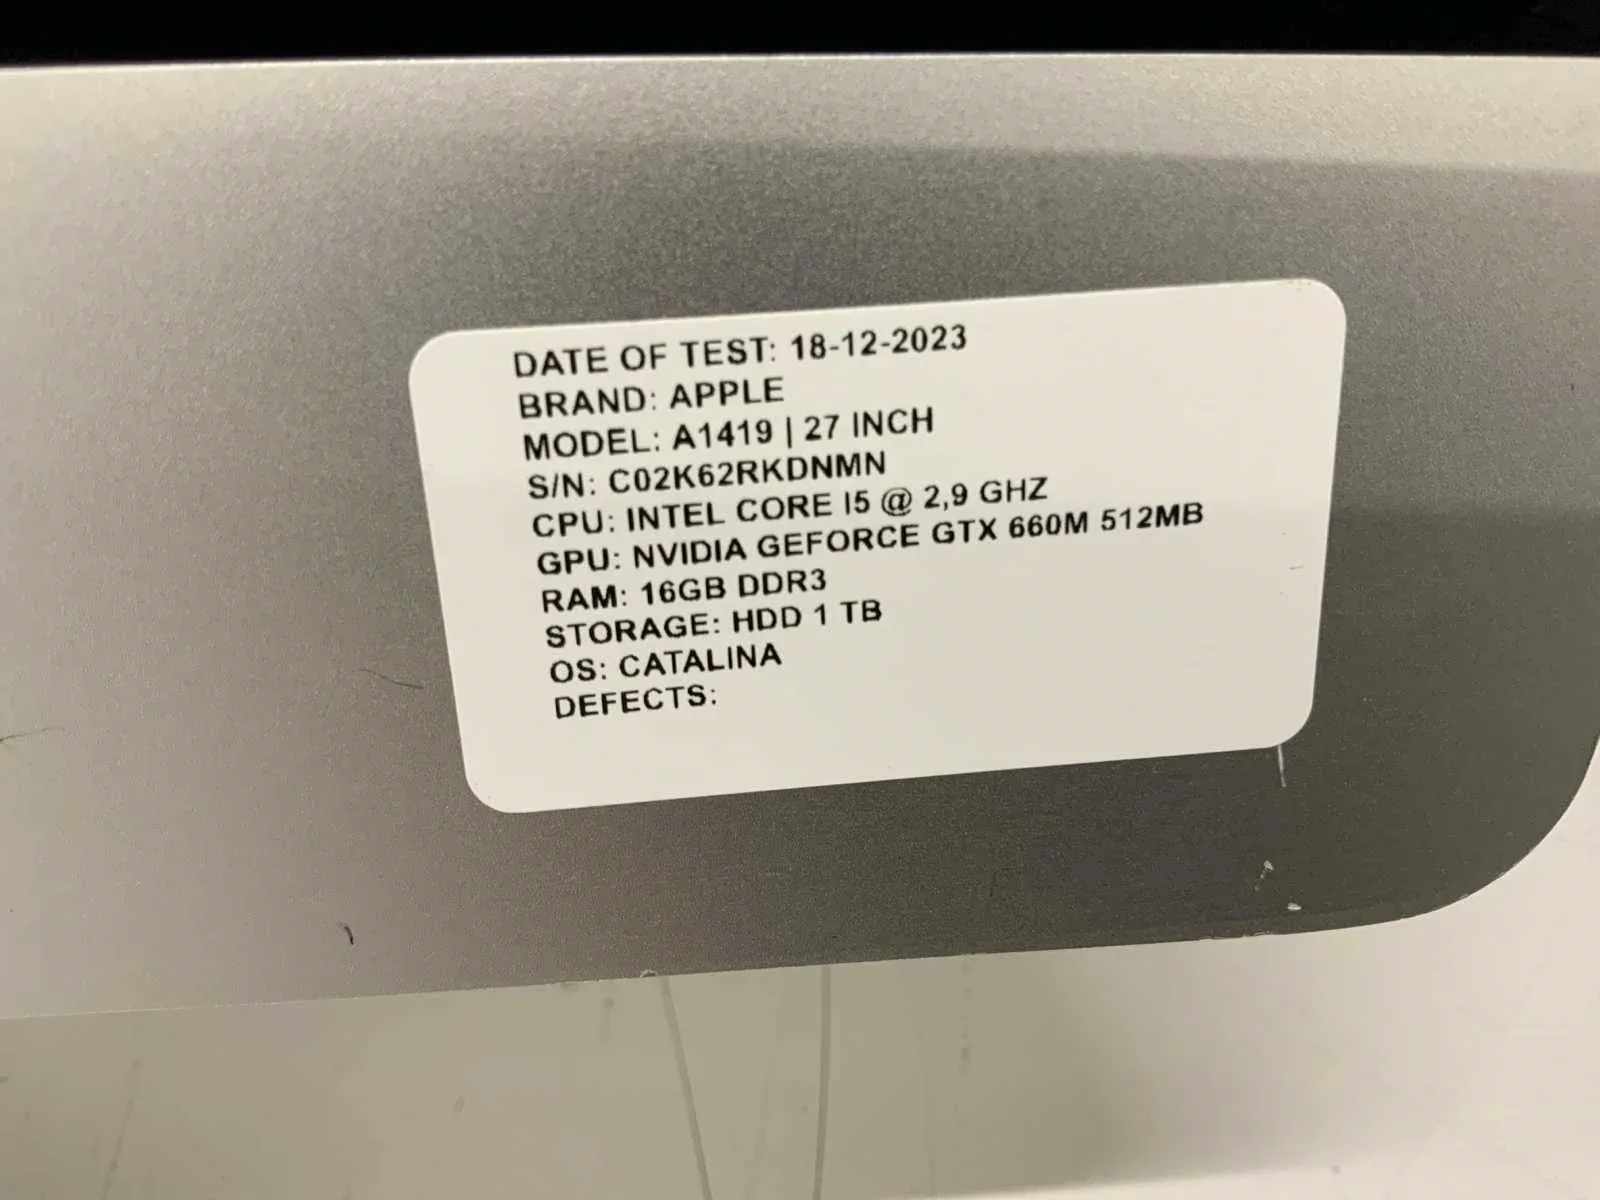 DATE OF TEST: 18-12-2023
BRAND: APPLE
MODEL: A1419 | 27 INCH
S/N: C02K62RKDNMN
CPU: INTEL CORE I5 @ 2,9 GHZ
GPU: NVIDIA GEFORCE GTX 660M 512MB
RAM: 16GB DDR3
STORAGE: HDD 1 TB
OS: CATALINA
DEFECTS: